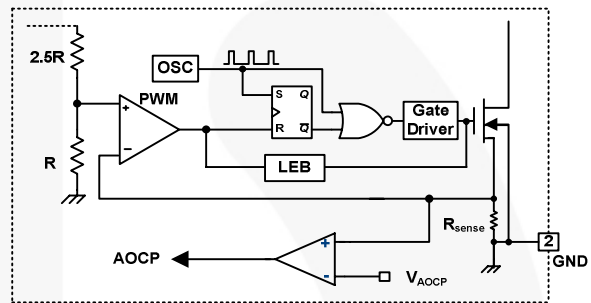 2.5R
OSC
PWM
+
−
R
S Q
R Q̅
Gate
Driver
LEB
Rsense
2
GND
AOCP
+
-
VAOCP